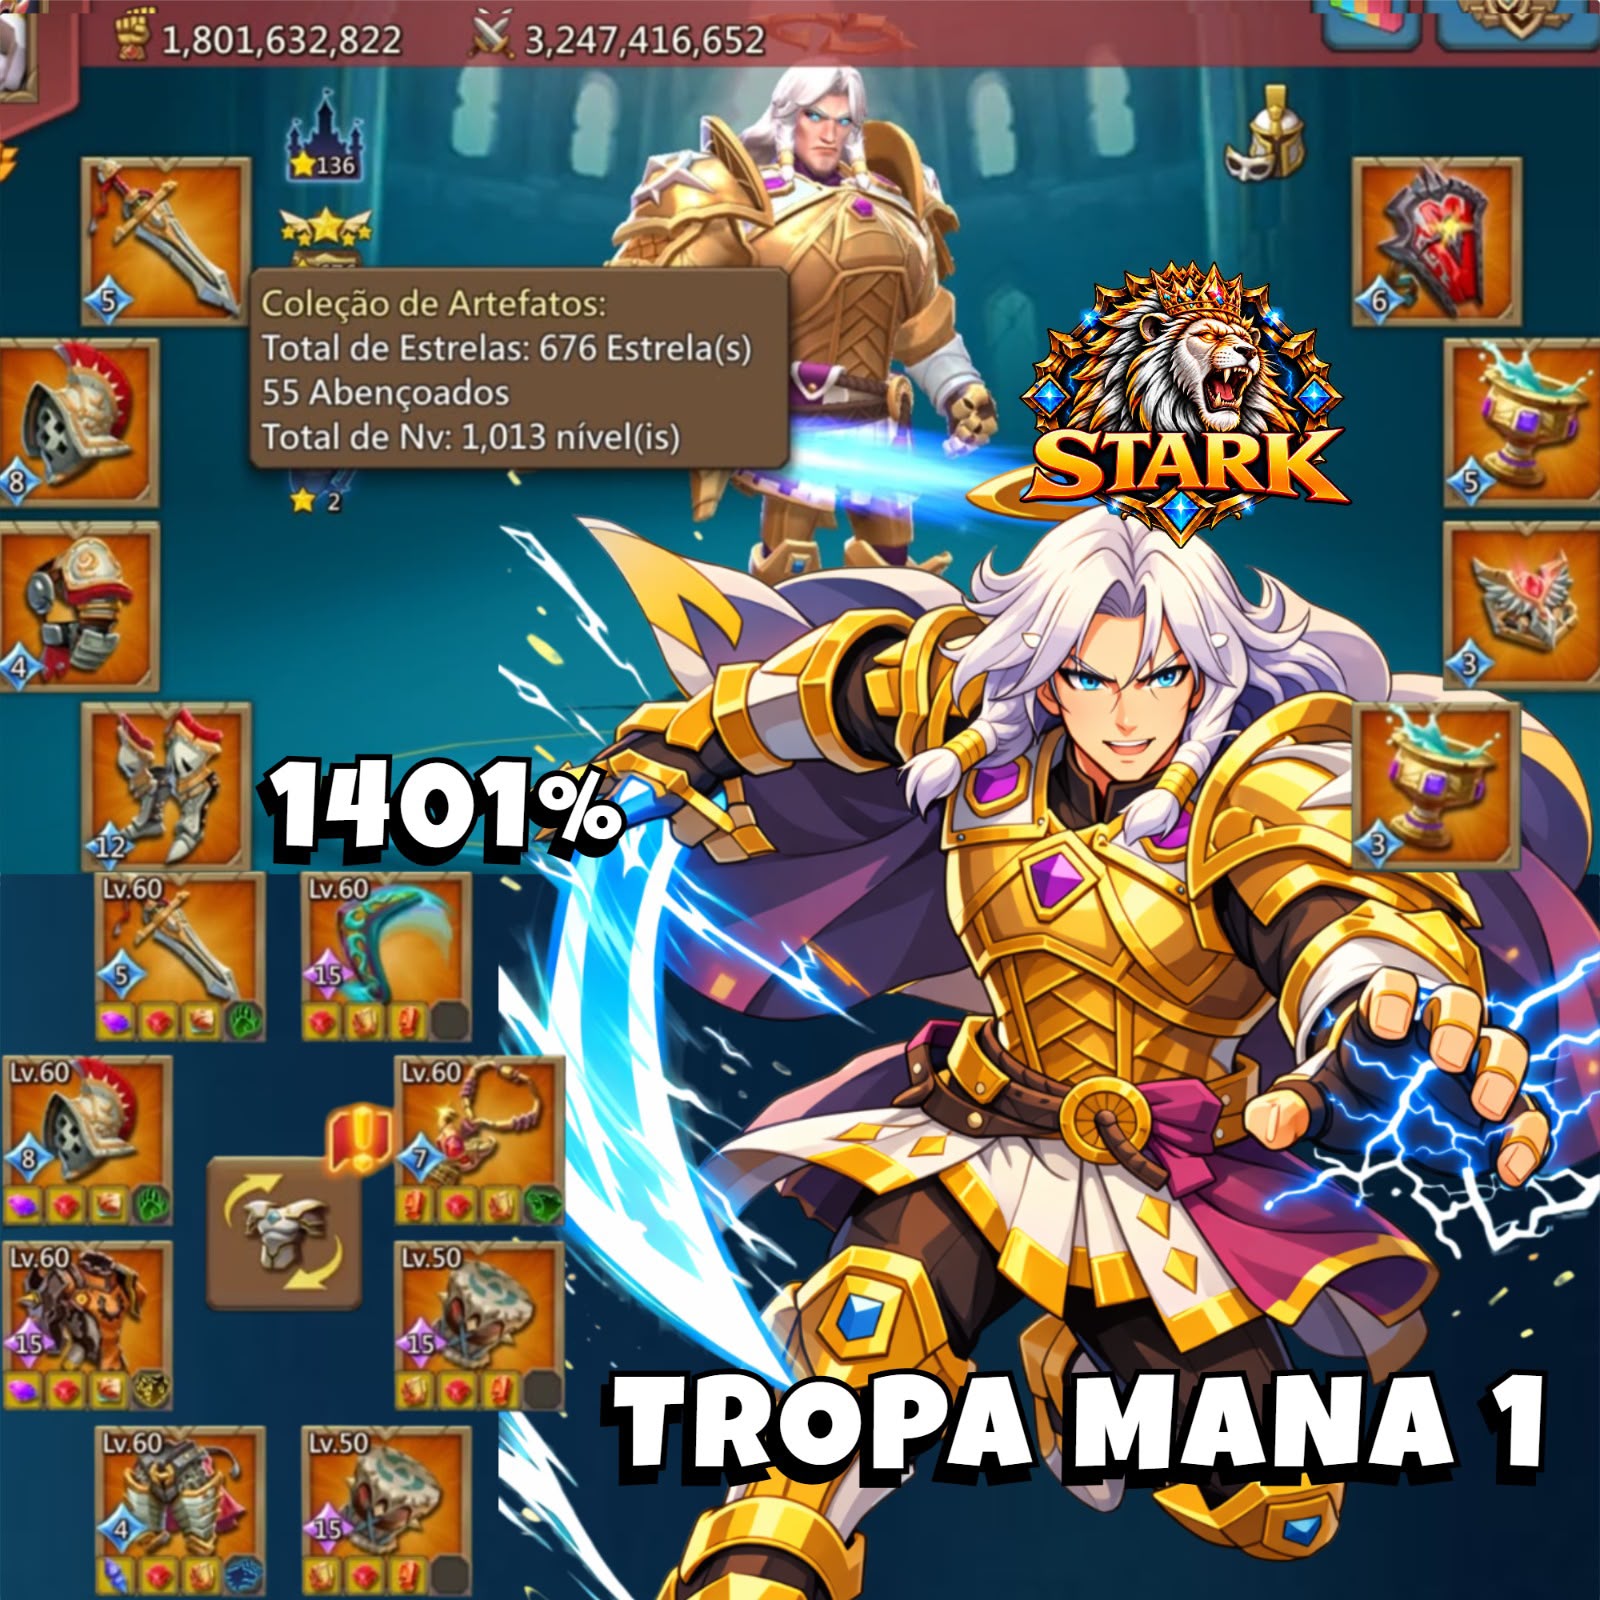 1,801,632,822
3,247,416,652
136
5
6
Coleção de Artefatos:
Total de Estrelas: 676 Estrela(s)
55 Abençoados
Total de Nv: 1,013 nível(is)
2
8
4
12
5
3
3
STARK
1401%
Lv.60
5
Lv.60
15
Lv.60
8
Lv.60
7
Lv.60
15
Lv.50
15
Lv.60
4
Lv.50
15
TROPA MANA 1